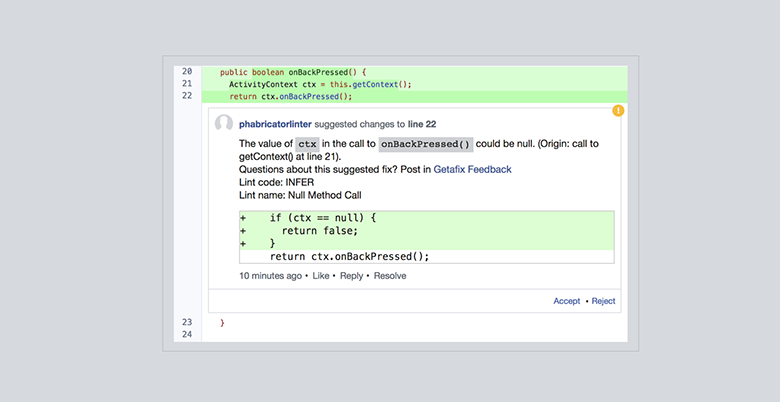 20 public boolean onBackPressed() {
21 ActivityContext ctx = this.getContext();
22 return ctx.onBackPressed();
!
phabricatorlinter suggested changes to line 22
The value of ctx in the call to onBackPressed() could be null. (Origin: call to
getContext() at line 21).
Questions about this suggested fix? Post in Getafix Feedback
Lint code: INFER
Lint name: Null Method Call
+ if (ctx == null) {
+ return false;
+ }
return ctx.onBackPressed();
10 minutes ago • Like • Reply • Resolve
Accept • Reject
23 }
24